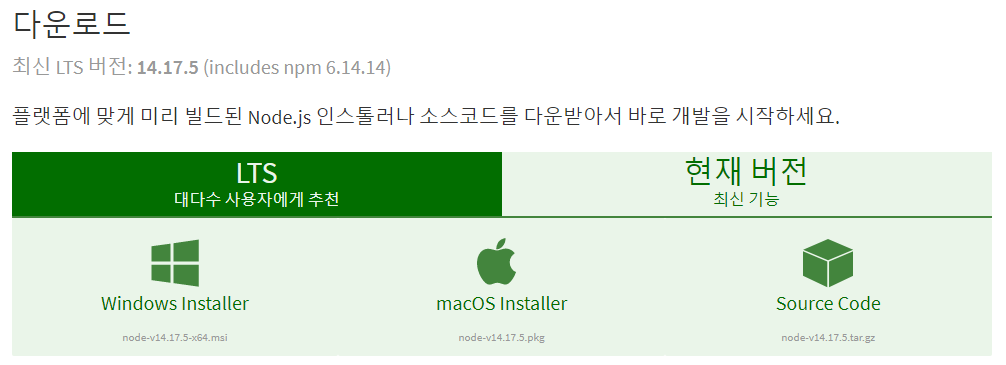 다운로드
최신 LTS 버전: 14.17.5 (includes npm 6.14.14)
플랫폼에 맞게 미리 빌드된 Node.js 인스톨러나 소스코드를 다운받아서 바로 개발을 시작하세요.
LTS
대다수 사용자에게 추천
현재 버전
최신 기능
Windows Installer
node-v14.17.5-x64.msi
macOS Installer
node-v14.17.5.pkg
Source Code
node-v14.17.5.tar.gz